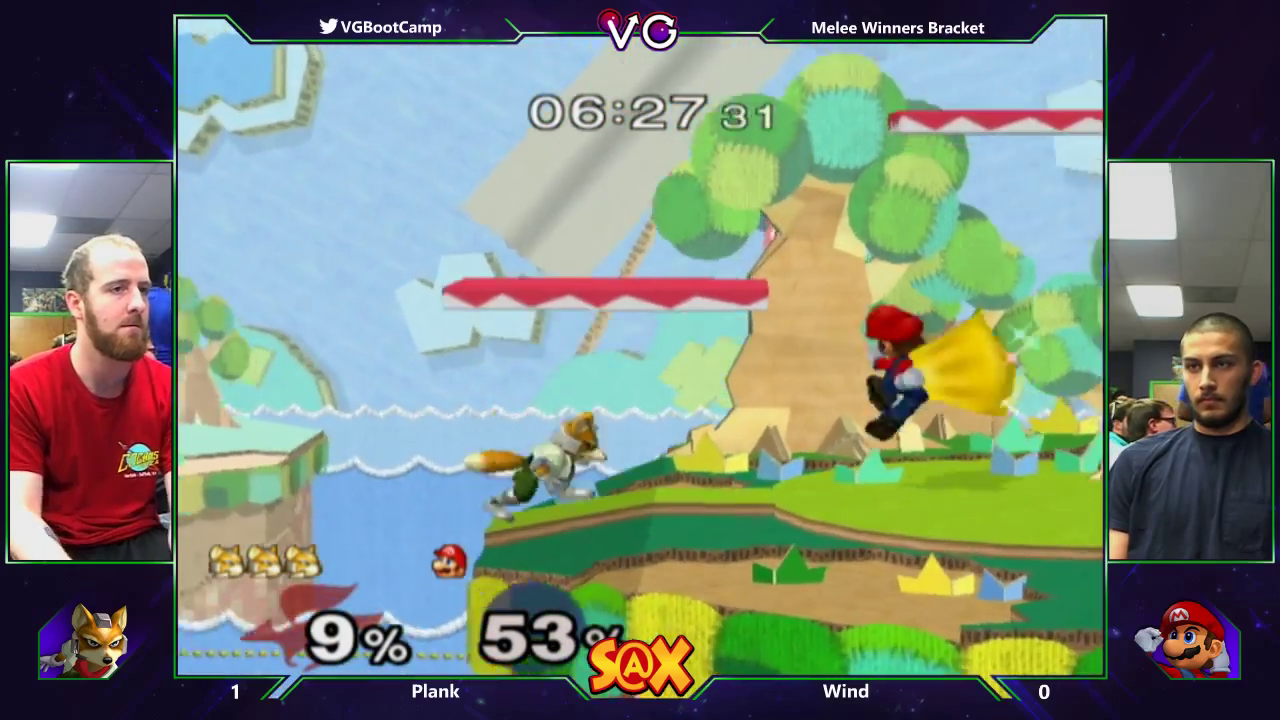 VGBootCamp
VG
Melee Winners Bracket
06:27 31
9%
53%
S@X
1
Plank
Wind
0